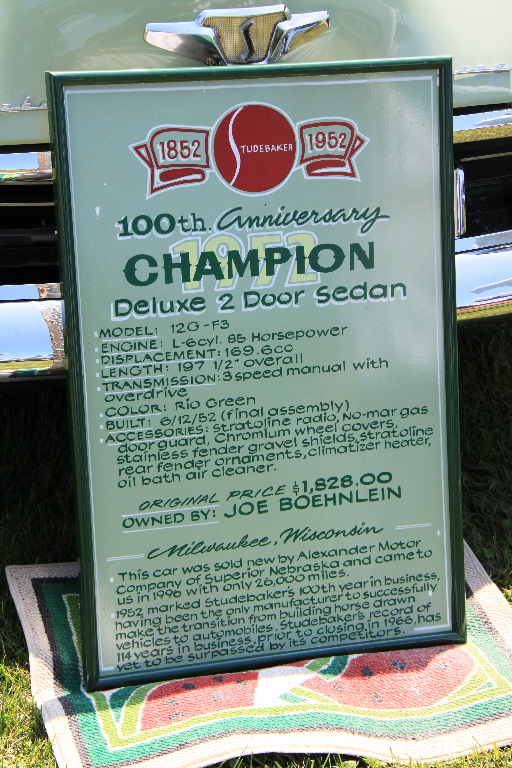 S
1852 STUDEBAKER 1952
100th. Anniversary
1952
CHAMPION
Deluxe 2 Door Sedan
MODEL: 12G-F3
ENGINE: L-6cyl. 85 Horsepower
DISPLACEMENT: 169.6cc
LENGTH: 197 1/2" overall
TRANSMISSION: 3 speed manual with
overdrive
COLOR: Rio Green
BUILT: 6/12/52 (final assembly)
ACCESSORIES: Stratoline radio, No-mar gas
door guard, Chromium wheel covers,
stainless fender gravel shields, stratoline
rear fender ornaments, climatizer heater,
oil bath air cleaner.
ORIGINAL PRICE $1,828.00
OWNED BY: JOE BOEHNLEIN
Milwaukee, Wisconsin
This car was sold new by Alexander Motor
Company of Superior Nebraska and came to
us in 1996 with only 26,000 miles.
1952 marked Studebaker's 100th year in business,
having been the only manufacturer to successfully
make the transition from building horse drawn
vehicles to automobiles. Studebaker's record of
114 years in business, prior to closing in 1966, has
yet to be surpassed by its competitors.